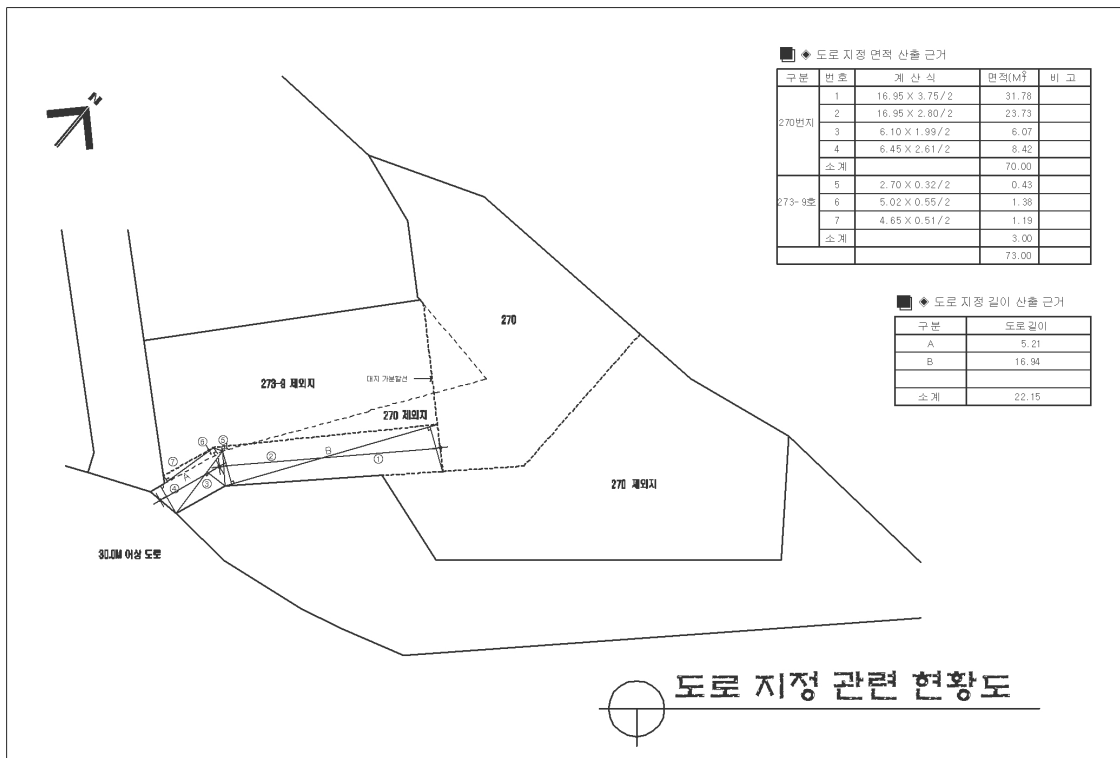 ◈ 도로 지정 면적 산출 근거
구분 번호 계 산 식 면적(M²) 비 고
270번지 1 16.95 X 3.75/2 31.78
2 16.95 X 2.80/2 23.73
3 6.10 X 1.99/2 6.07
4 6.45 X 2.61/2 8.42
소계 70.00
273-9호 5 2.70 X 0.32/2 0.43
6 5.02 X 0.55/2 1.38
7 4.65 X 0.51/2 1.19
소계 3.00
73.00
◈ 도로 지정 길이 산출 근거
구분 도로길이
A 5.21
B 16.94
소계 22.15
N
270
273-9 제외지
대지 가분할선
270 제외지
⑤
⑥
② B ①
⑦
A
④ ③
270 제외지
30.0M 이상 도로
도로 지정 관련 현황도